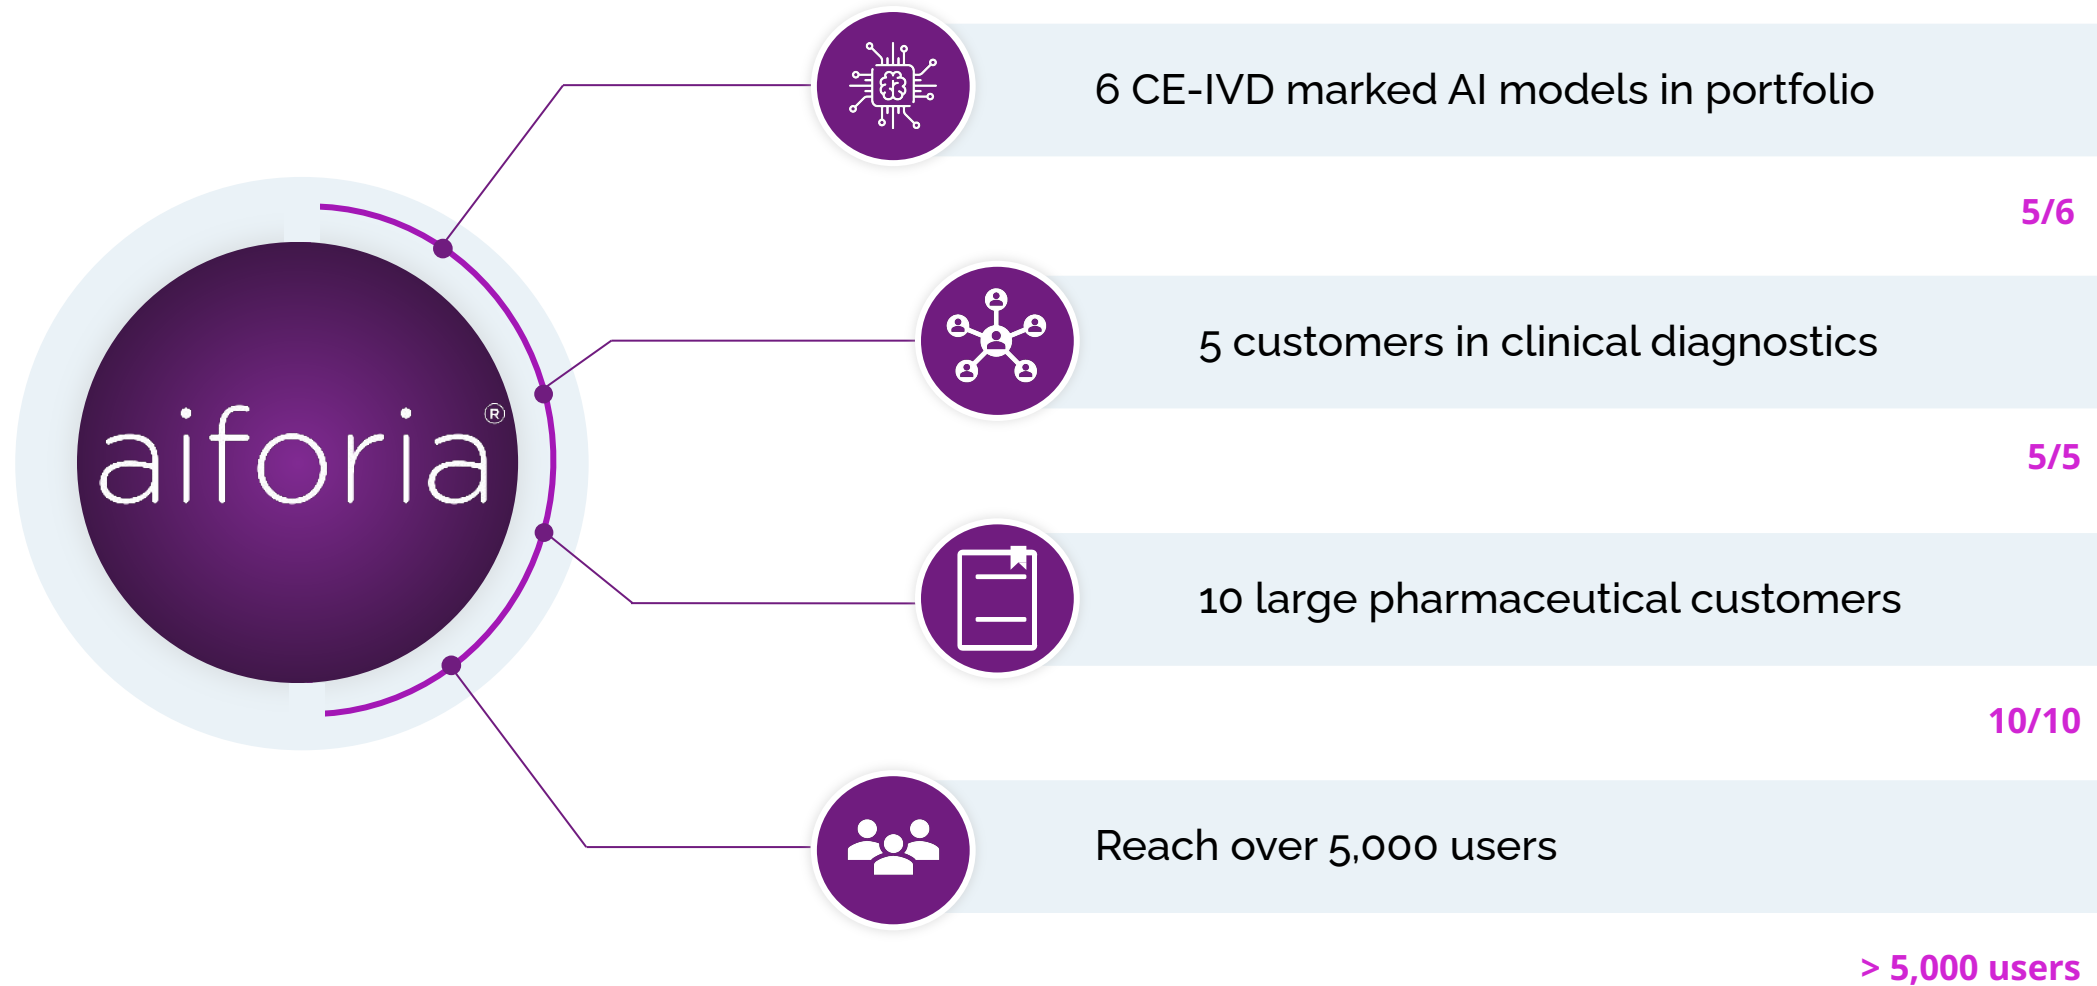 6 CE-IVD marked AI models in portfolio
5/6
5 customers in clinical diagnostics
5/5
aiforia®
10 large pharmaceutical customers
10/10
Reach over 5,000 users
> 5,000 users